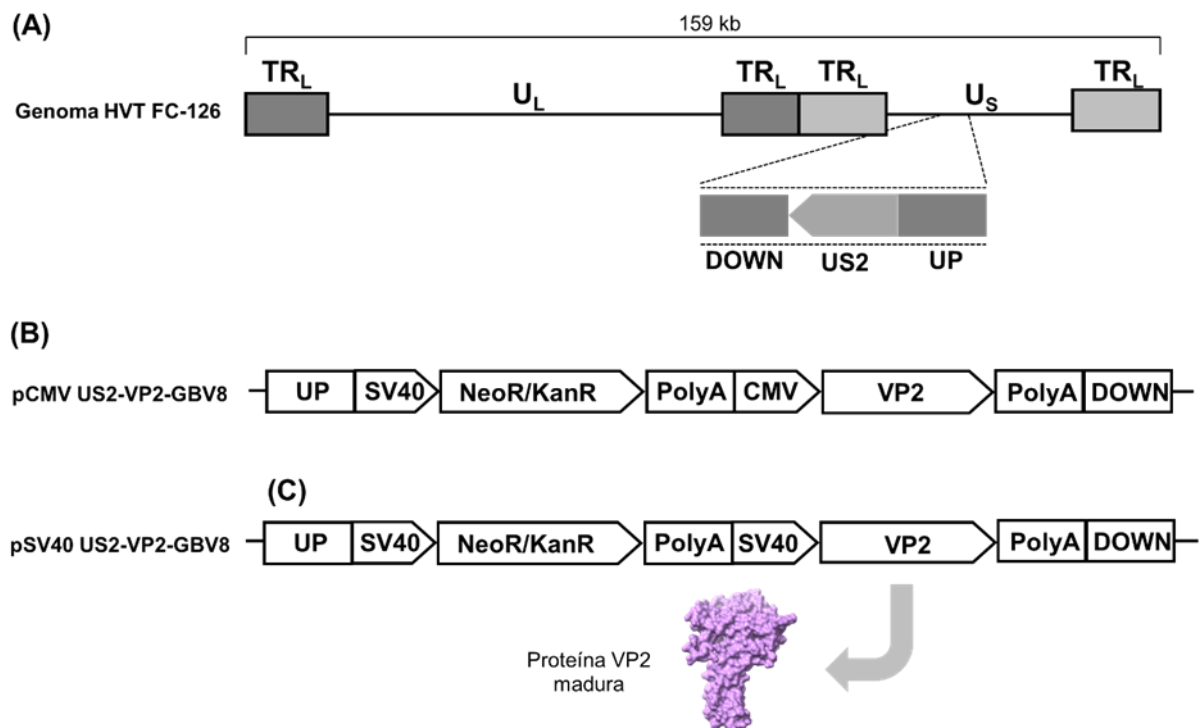 (A)
159 kb
TRL UL TRL TRL US TRL
Genoma HVT FC-126
DOWN US2 UP
(B)
pCMV US2-VP2-GBV8 UP SV40 NeoR/KanR PolyA CMV VP2 PolyA DOWN
(C)
pSV40 US2-VP2-GBV8 UP SV40 NeoR/KanR PolyA SV40 VP2 PolyA DOWN
Proteína VP2
madura